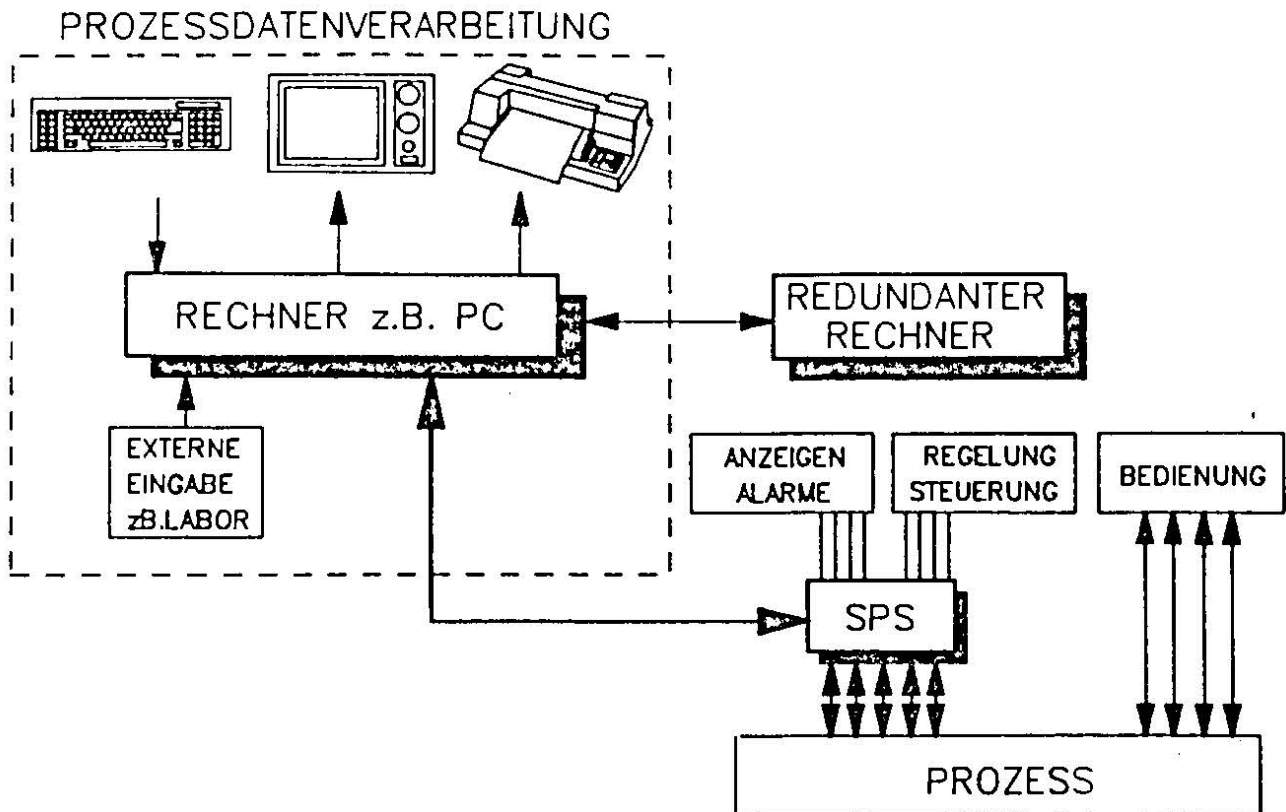 PROZESSDATENVERARBEITUNG
RECHNER z.B. PC
REDUNDANTER
RECHNER
EXTERNE
EINGABE
zB.LABOR
ANZEIGEN
ALARME
REGELUNG
STEUERUNG
BEDIENUNG
SPS
PROZESS